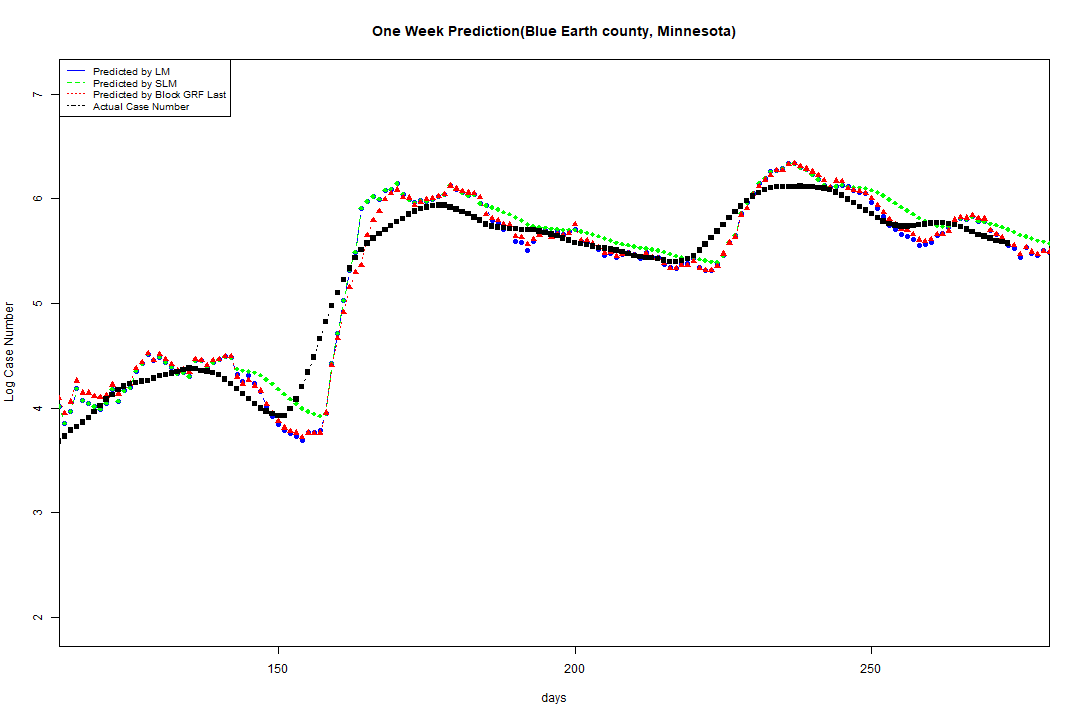 One Week Prediction(Blue Earth county, Minnesota)
Predicted by LM
Predicted by SLM
Predicted by Block GRF Last
Actual Case Number
7
6
5
4
3
2
Log Case Number
150 200 250
days